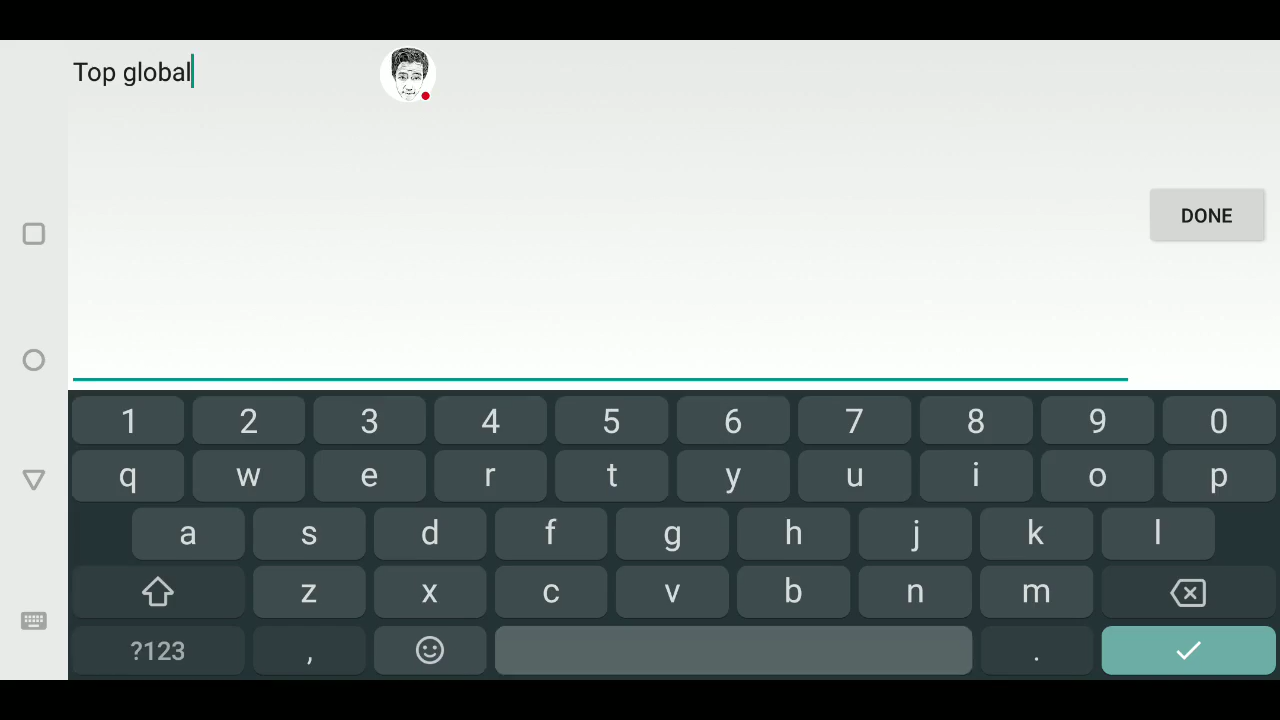 Top global
DONE
1 2 3 4 5 6 7 8 9 0
q w e r t y u i o p
a s d f g h j k l
z x c v b n m
?123 , .